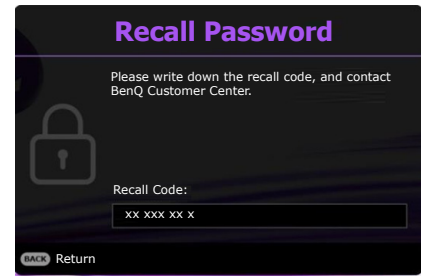 Recall Password
Please write down the recall code, and contact
BenQ Customer Center.
Recall Code:
xx xxx xx x
BACK Return